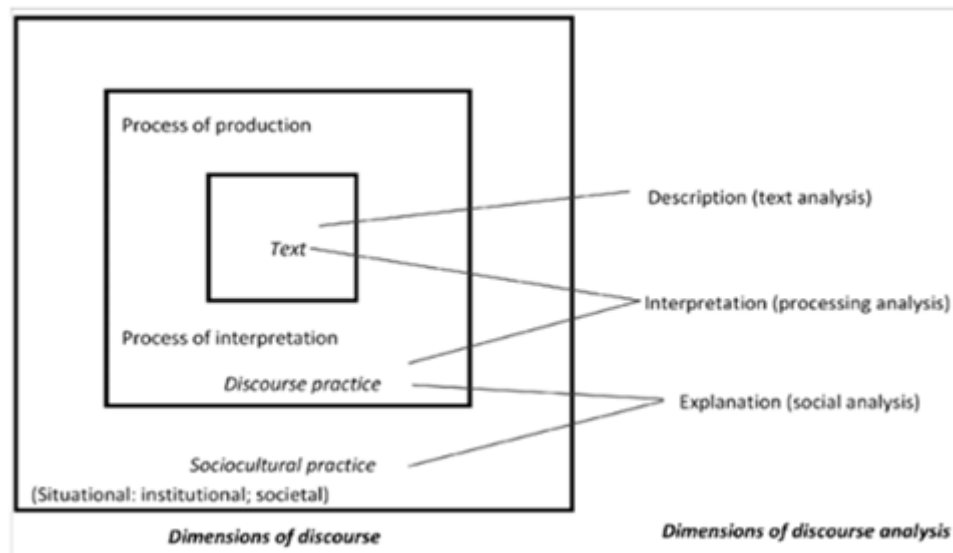 Process of production
Description (text analysis)
Text
Interpretation (processing analysis)
Process of interpretation
Discourse practice
Explanation (social analysis)
Sociocultural practice
(Situational: institutional; societal)
Dimensions of discourse
Dimensions of discourse analysis